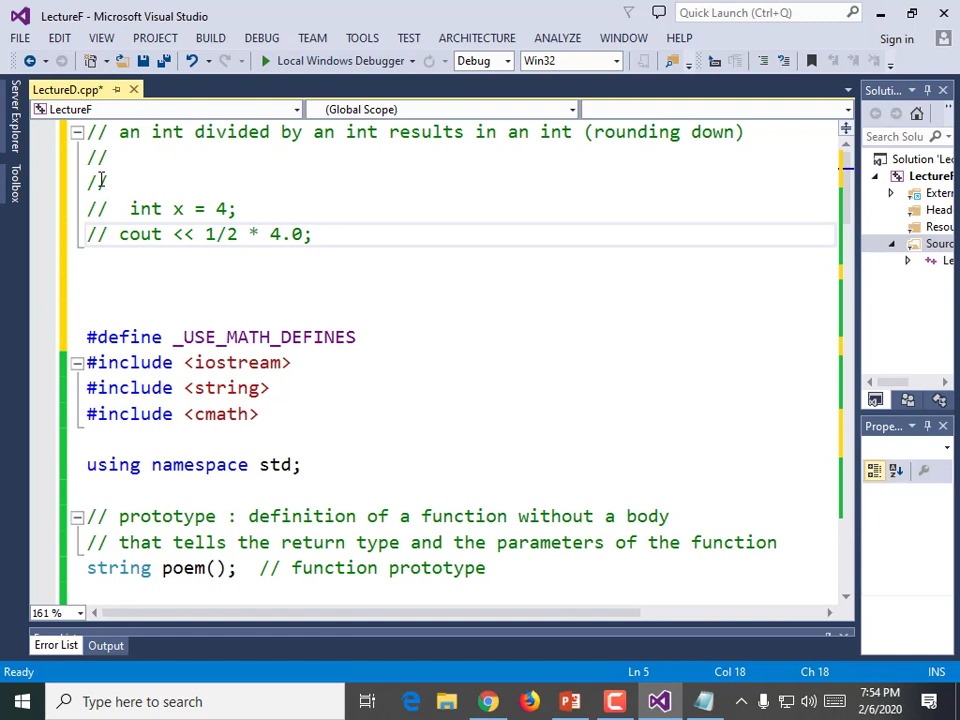 LectureF - Microsoft Visual Studio
Quick Launch (Ctrl+Q)
FILE EDIT VIEW PROJECT BUILD DEBUG TEAM TOOLS TEST ARCHITECTURE ANALYZE WINDOW HELP
Sign in
Local Windows Debugger Debug Win32
Server Explorer
Toolbox
LectureD.cpp*
LectureF (Global Scope)
// an int divided by an int results in an int (rounding down)
//
//
//  int x = 4;
// cout << 1/2 * 4.0;
#define _USE_MATH_DEFINES
#include <iostream>
#include <string>
#include <cmath>
using namespace std;
// prototype : definition of a function without a body
// that tells the return type and the parameters of the function
string poem();  // function prototype
161 %
Solutio...
Search Solu
Solution 'Le
LectureF
Extern
Head
Resou
Sourc
Le
Prope...
Error List Output
Ready Ln 5 Col 18 Ch 18 INS
Type here to search
7:54 PM
2/6/2020